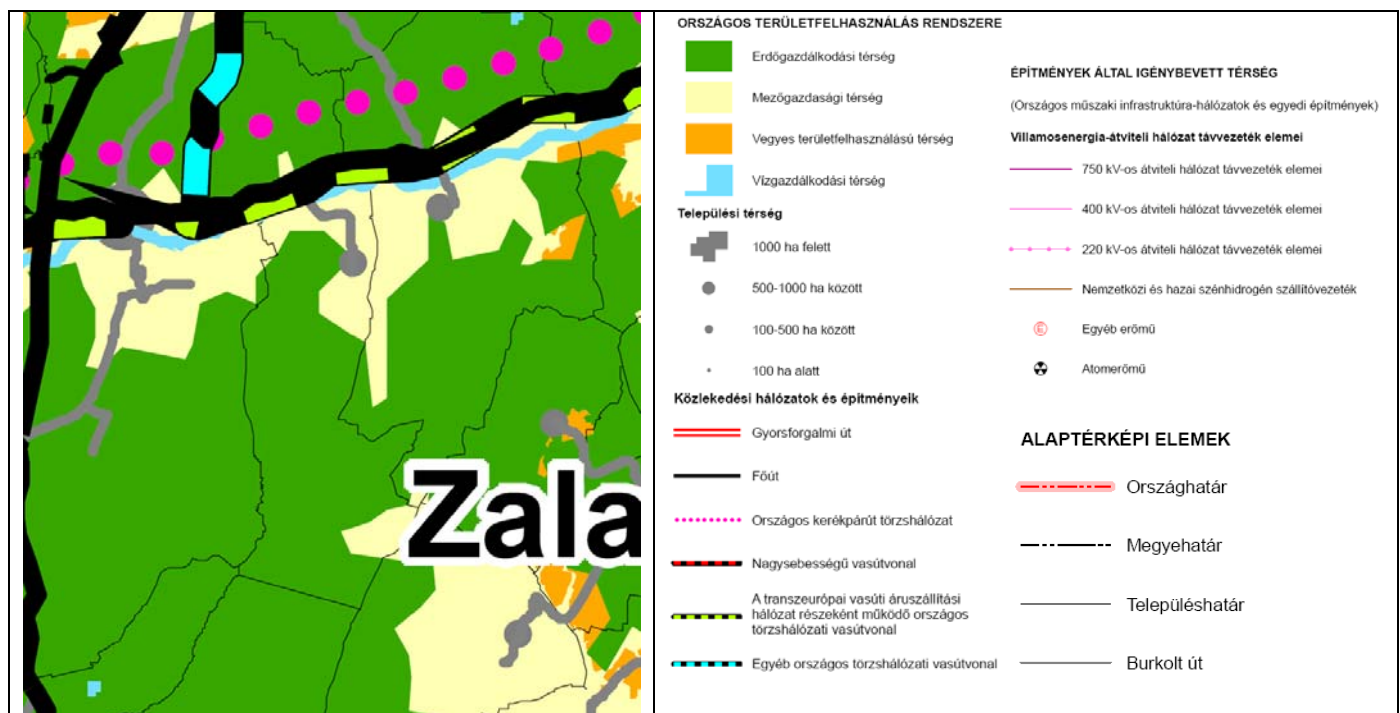 Zala
ORSZÁGOS TERÜLETFELHASZNÁLÁS RENDSZERE
Erdőgazdálkodási térség
Mezőgazdasági térség
Vegyes területfelhasználású térség
Vízgazdálkodási térség
Települési térség
1000 ha felett
500-1000 ha között
100-500 ha között
100 ha alatt
Közlekedési hálózatok és építményeik
Gyorsforgalmi út
Főút
Országos kerékpárút törzshálózat
Nagysebességű vasútvonal
A transzeurópai vasúti áruszállítási
hálózat részeként működő országos
törzshálózati vasútvonal
Egyéb országos törzshálózati vasútvonal
ÉPÍTMÉNYEK ÁLTAL IGÉNYBEVETT TÉRSÉG
(Országos műszaki infrastruktúra-hálózatok és egyedi építmények)
Villamosenergia-átviteli hálózat távvezeték elemei
750 kV-os átviteli hálózat távvezeték elemei
400 kV-os átviteli hálózat távvezeték elemei
220 kV-os átviteli hálózat távvezeték elemei
Nemzetközi és hazai szénhidrogén szállítóvezeték
E Egyéb erőmű
Atomerőmű
ALAPTÉRKÉPI ELEMEK
Országhatár
Megyehatár
Településhatár
Burkolt út